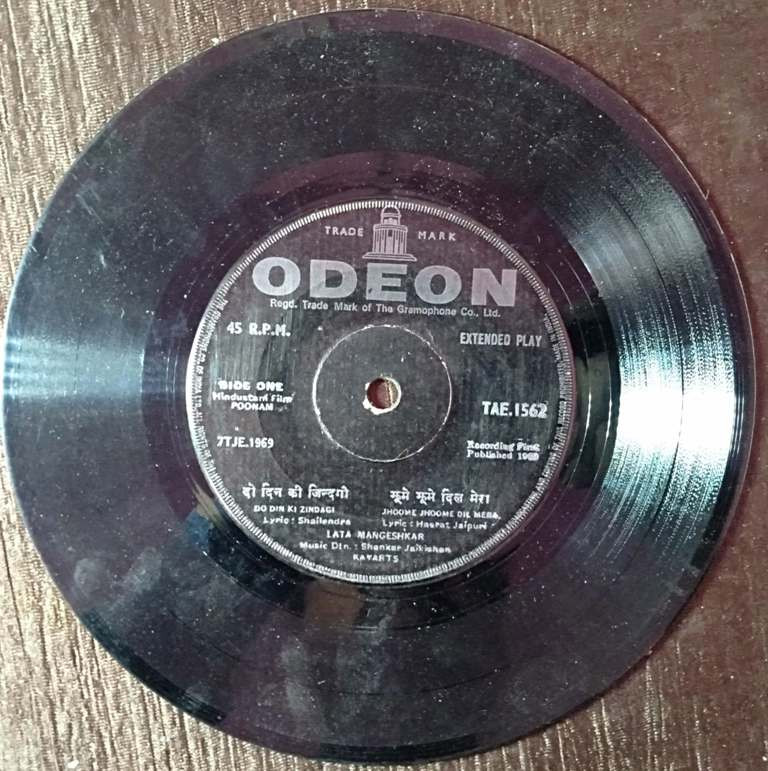 TRADE MARK
ODEON
Regd. Trade Mark of The Gramophone Co., Ltd.
45 R.P.M.
EXTENDED PLAY
SIDE ONE
Hindustani Film
POONAM
TAE.1562
7TJE.1969
Recording First
Published
दो दिन की जिन्दगी झूमे झूमे दिल मेरा
DO DIN KI ZINDAGI JHOOME JHOOME DIL MERA
Lyric: Shailendra Lyric: Hasrat Jaipuri
LATA MANGESHKAR
Music Dtn.: Shanker Jaikishan
KAYARTS